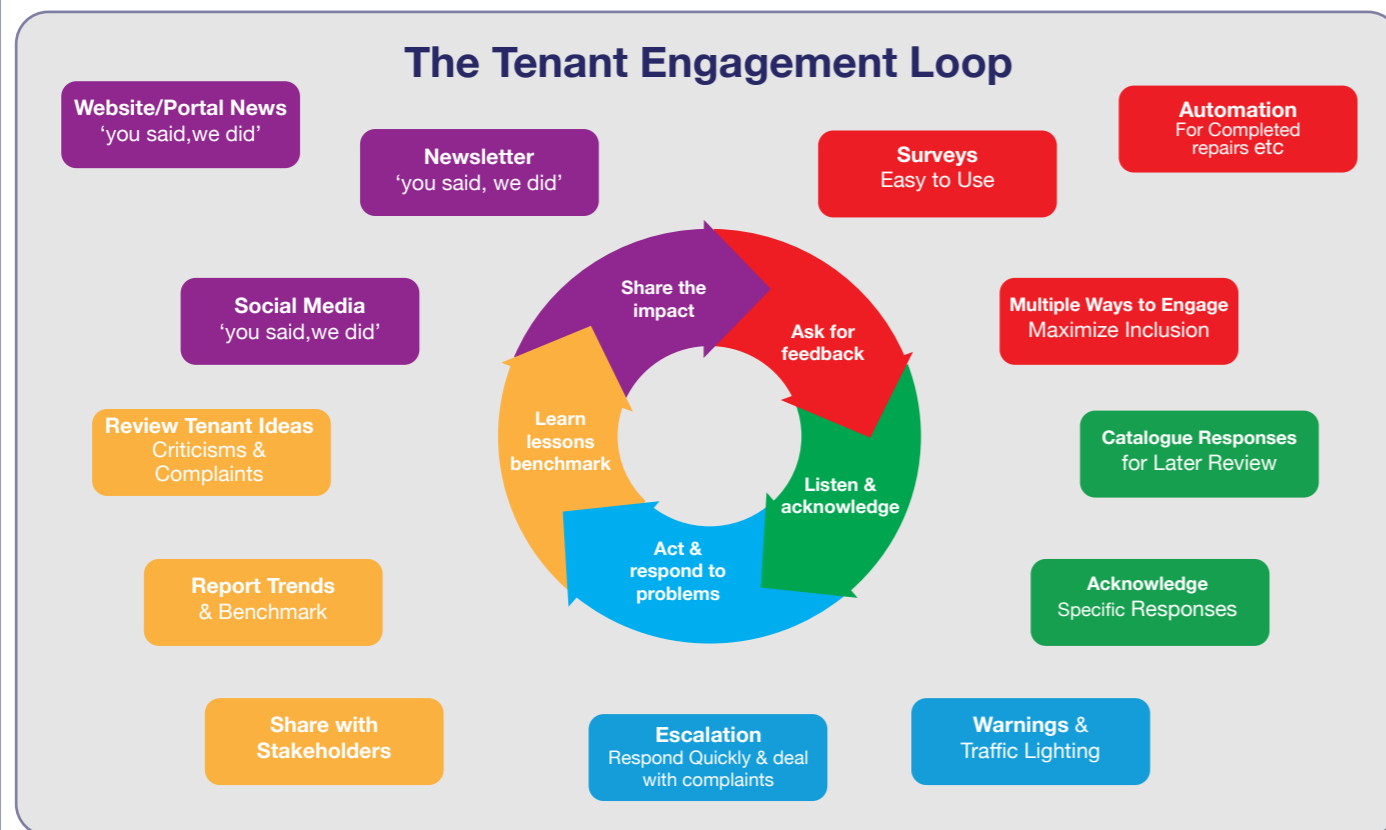 The Tenant Engagement Loop
Website/Portal News
‘you said,we did’
Newsletter
‘you said, we did’
Surveys
Easy to Use
Automation
For Completed
repairs etc
Social Media
‘you said,we did’
Multiple Ways to Engage
Maximize Inclusion
Share the
impact
Ask for
feedback
Review Tenant Ideas
Criticisms &
Complaints
Learn
lessons
benchmark
Listen &
acknowledge
Catalogue Responses
for Later Review
Act &
respond to
problems
Report Trends
& Benchmark
Acknowledge
Specific Responses
Share with
Stakeholders
Escalation
Respond Quickly & deal
with complaints
Warnings &
Traffic Lighting